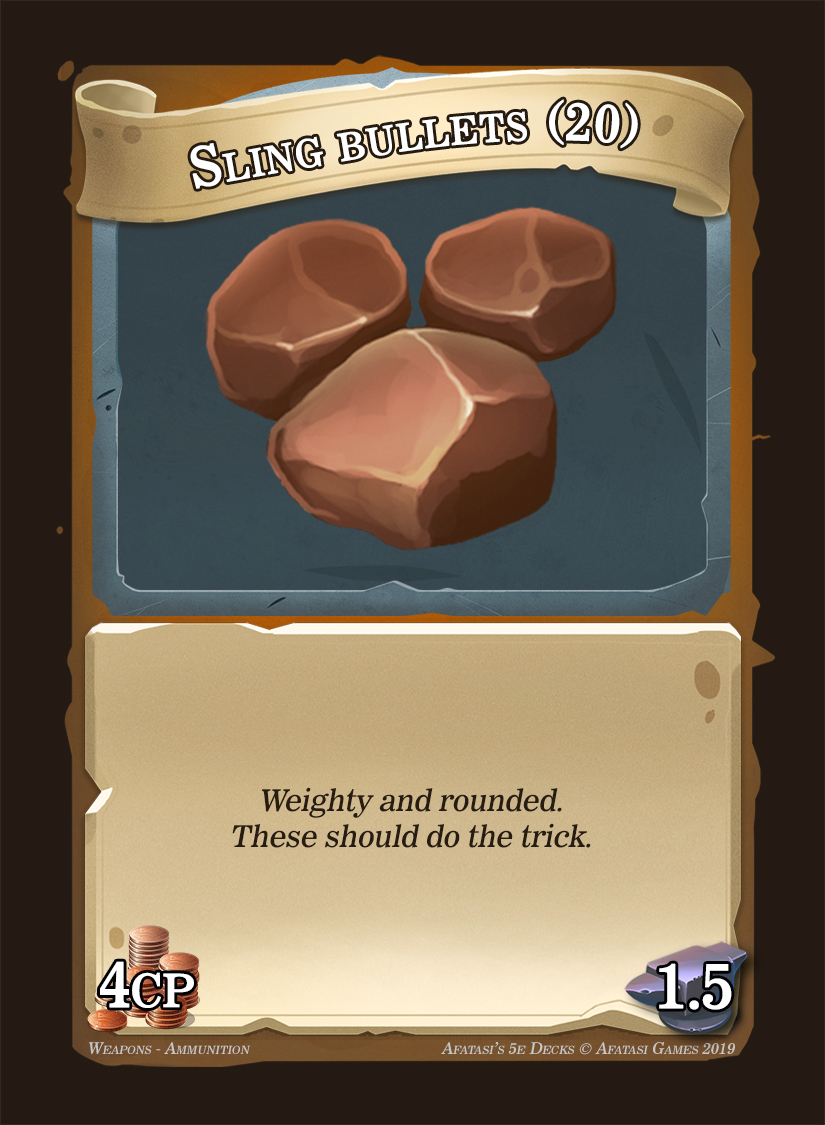 Sling bullets (20)
Weighty and rounded.
These should do the trick.
4CP
1.5
Weapons - Ammunition
Afatasi's 5e Decks © Afatasi Games 2019